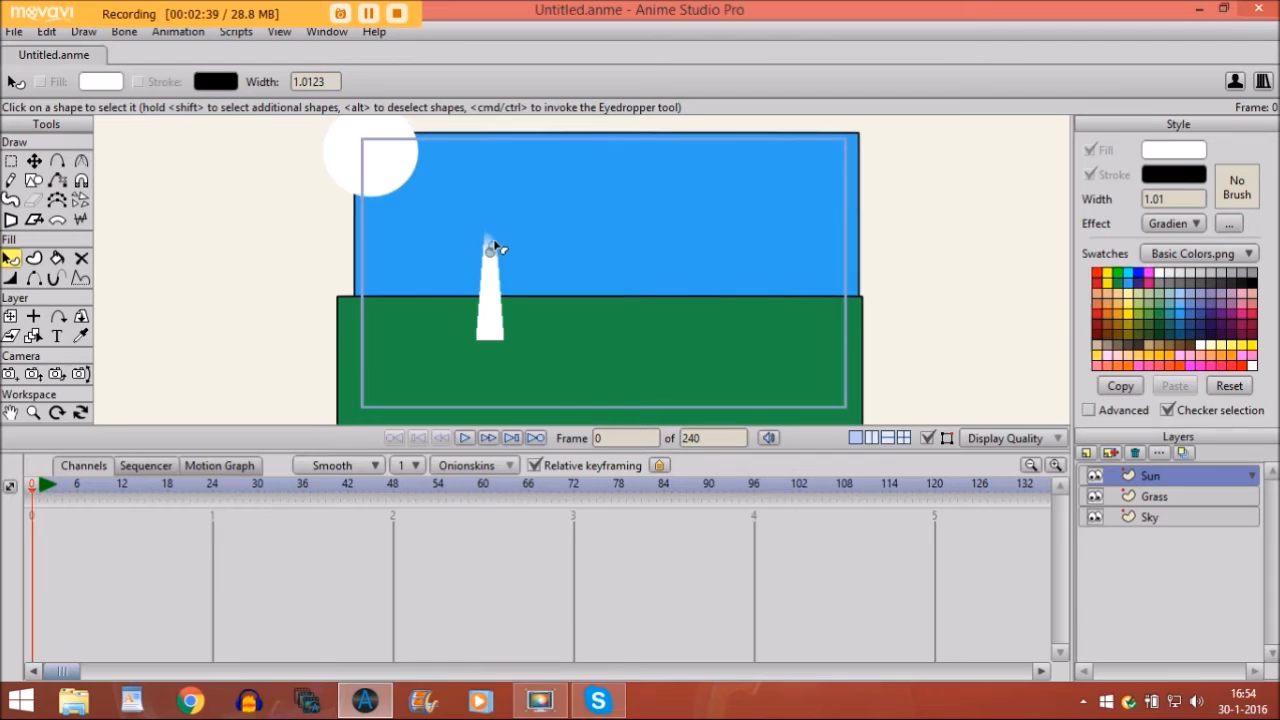 movavi Recording [00:02:39 / 28.8 MB]
Untitled.anme - Anime Studio Pro
File Edit Draw Bone Animation Scripts View Window Help
Untitled.anme
Fill: Stroke: Width: 1.0123
Click on a shape to select it (hold <shift> to select additional shapes, <alt> to deselect shapes, <cmd/ctrl> to invoke the Eyedropper tool) Frame: 0
Tools
Draw
Fill
Layer
T
Camera
Workspace
Style
Fill
Stroke
No Brush
Width 1.01
Effect Gradien ...
Swatches Basic Colors.png
Copy Paste Reset
Advanced Checker selection
Frame 0 of 240 Display Quality
Layers
Channels Sequencer Motion Graph Smooth 1 Onionskins Relative keyframing
0 6 12 18 24 30 36 42 48 54 60 66 72 78 84 90 96 102 108 114 120 126 132
0 1 2 3 4 5
Sun
Grass
Sky
16:54
30-1-2016